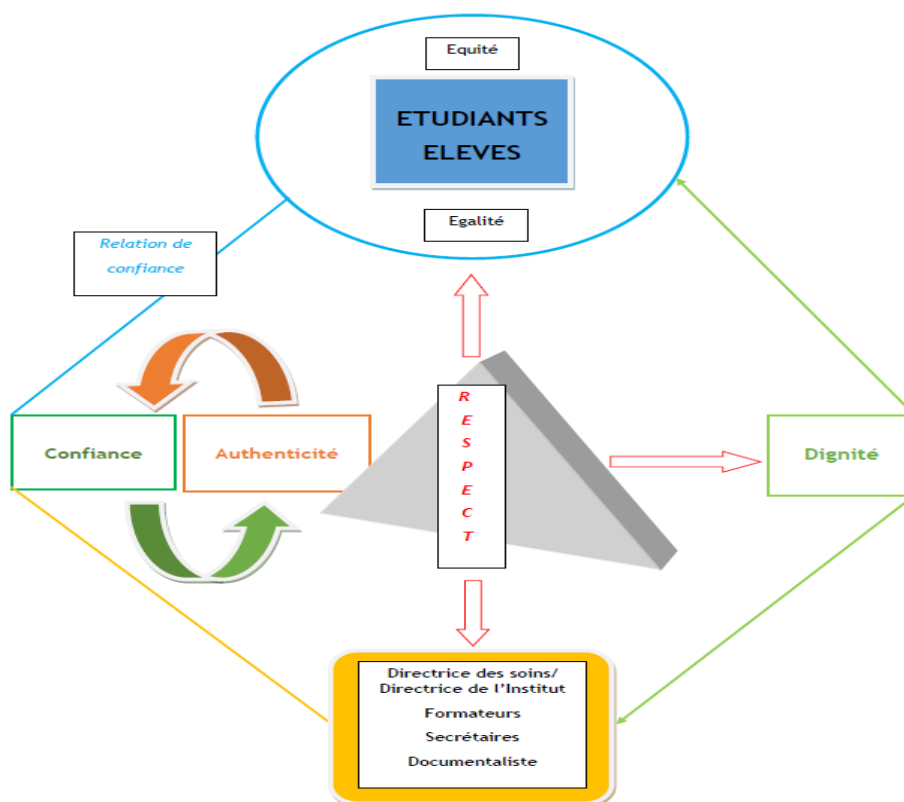 Equité
ETUDIANTS
ELEVES
Egalité
Relation de
confiance
Confiance
Authenticité
R
E
S
P
E
C
T
Dignité
Directrice des soins/
Directrice de l'Institut
Formateurs
Secrétaires
Documentaliste